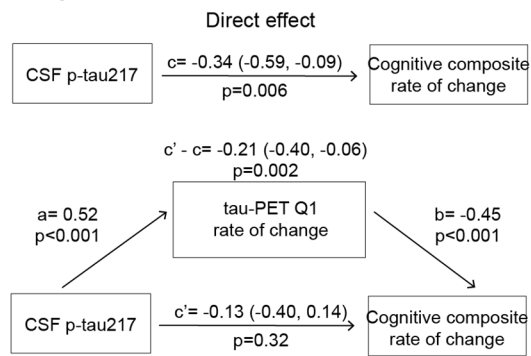 Direct effect
CSF p-tau217
c= -0.34 (-0.59, -0.09)
p=0.006
Cognitive composite
rate of change
c' - c= -0.21 (-0.40, -0.06)
p=0.002
tau-PET Q1
rate of change
a= 0.52
p<0.001
b= -0.45
p<0.001
CSF p-tau217
c'= -0.13 (-0.40, 0.14)
p=0.32
Cognitive composite
rate of change